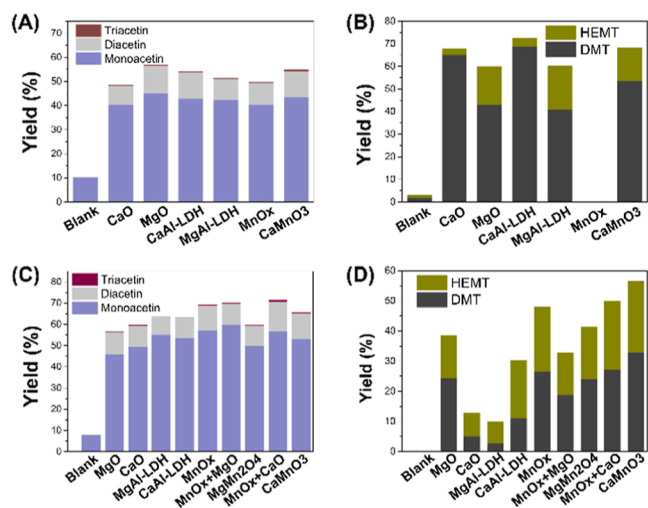 (A)
Triacetin
Diacetin
Monoacetin
Yield (%)
70
60
50
40
30
20
10
0
Blank
CaO
MgO
CaAl-LDH
MgAl-LDH
MnOx
CaMnO3
(B)
HEMT
DMT
Yield (%)
80
70
60
50
40
30
20
10
0
Blank
CaO
MgO
CaAl-LDH
MgAl-LDH
MnOx
CaMnO3
(C)
Triacetin
Diacetin
Monoacetin
Yield (%)
80
70
60
50
40
30
20
10
0
Blank
MgO
CaO
MgAl-LDH
CaAl-LDH
MnOx
MnOx+MgO
MgMn2O4
MnOx+CaO
CaMnO3
(D)
HEMT
DMT
Yield (%)
60
50
40
30
20
10
0
Blank
MgO
CaO
MgAl-LDH
CaAl-LDH
MnOx
MnOx+MgO
MgMn2O4
MnOx+CaO
CaMnO3